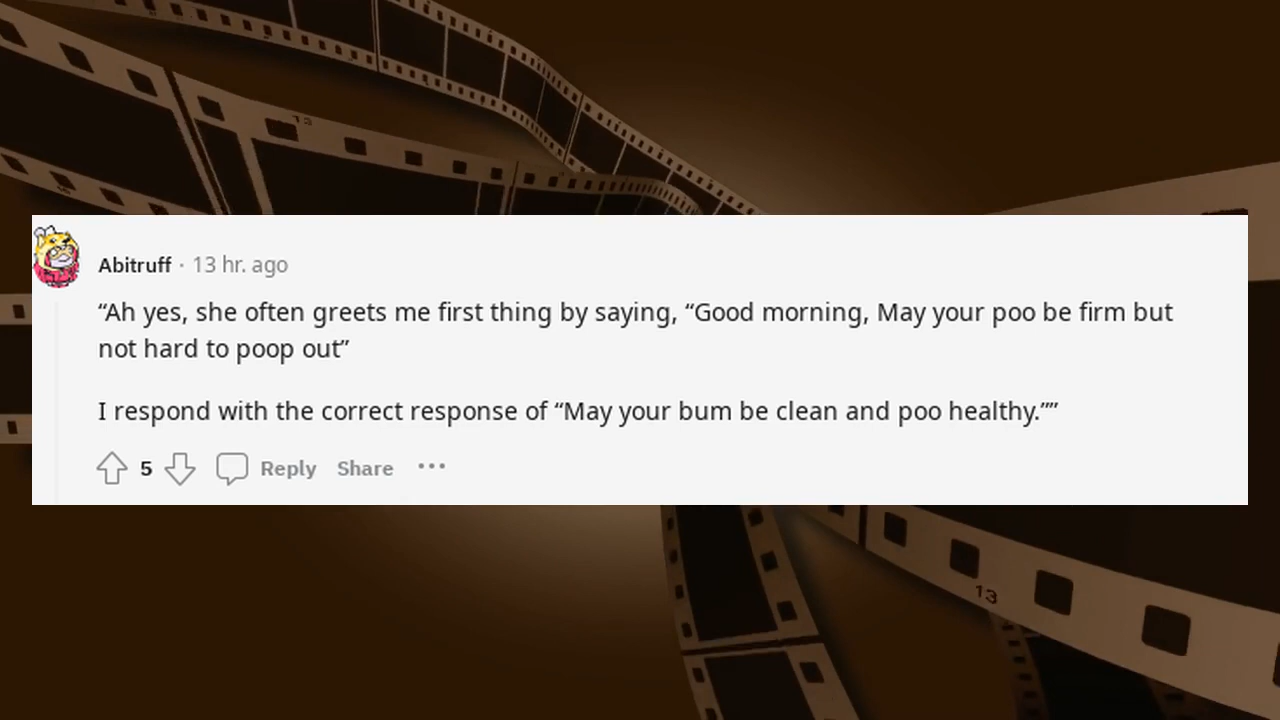 13
Abitruff · 13 hr. ago
“Ah yes, she often greets me first thing by saying, “Good morning, May your poo be firm but
not hard to poop out”
I respond with the correct response of “May your bum be clean and poo healthy.””
5 Reply Share ···
13